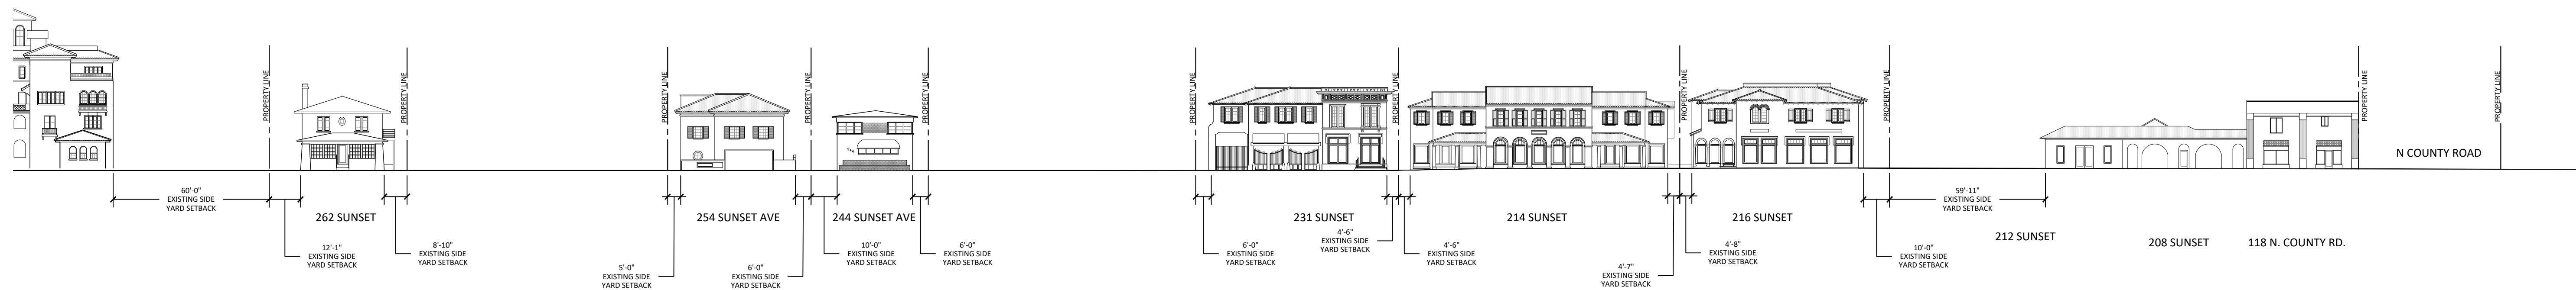 PROPERTY LINE
PROPERTY LINE
PROPERTY LINE
PROPERTY LINE
PROPERTY LINE
PROPERTY LINE
PROPERTY LINE
PROPERTY LINE
PROPERTY LINE
PROPERTY LINE
PROPERTY LINE
N COUNTY ROAD
60'-0"
EXISTING SIDE
YARD SETBACK
262 SUNSET
12'-1"
EXISTING SIDE
YARD SETBACK
8'-10"
EXISTING SIDE
YARD SETBACK
254 SUNSET AVE
5'-0"
EXISTING SIDE
YARD SETBACK
6'-0"
EXISTING SIDE
YARD SETBACK
244 SUNSET AVE
10'-0"
EXISTING SIDE
YARD SETBACK
6'-0"
EXISTING SIDE
YARD SETBACK
231 SUNSET
6'-0"
EXISTING SIDE
YARD SETBACK
4'-6"
EXISTING SIDE
YARD SETBACK
4'-6"
EXISTING SIDE
YARD SETBACK
214 SUNSET
4'-7"
EXISTING SIDE
YARD SETBACK
216 SUNSET
4'-8"
EXISTING SIDE
YARD SETBACK
10'-0"
EXISTING SIDE
YARD SETBACK
59'-11"
EXISTING SIDE
YARD SETBACK
212 SUNSET
208 SUNSET
118 N. COUNTY RD.